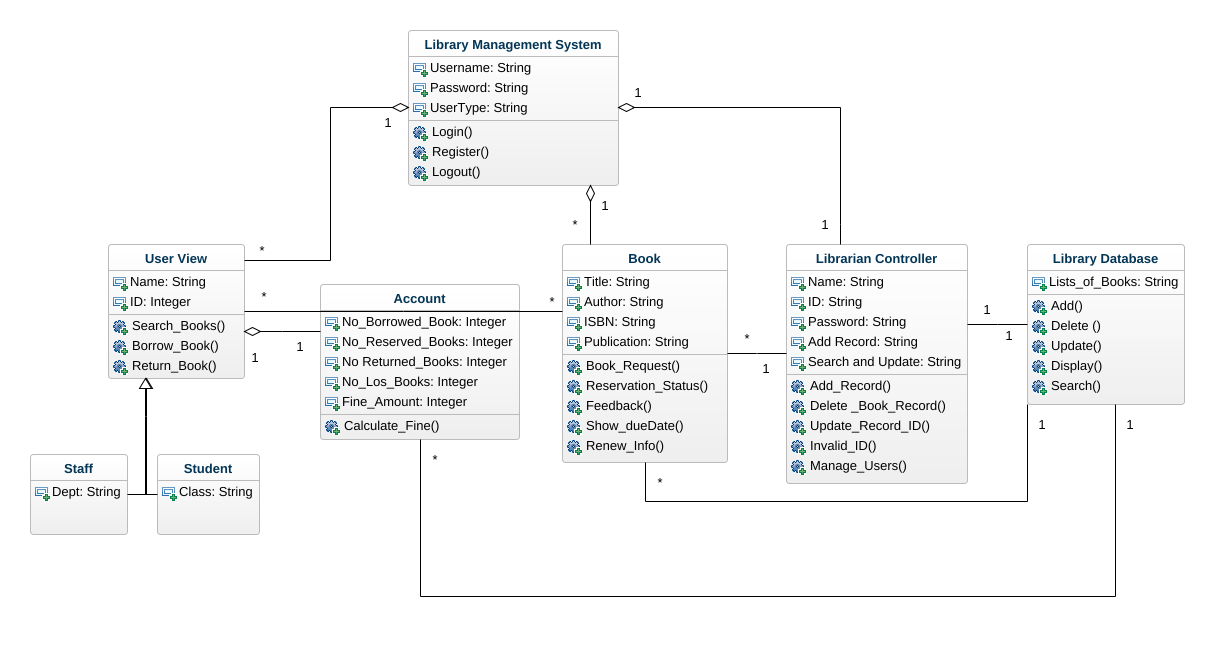 Library Management System
Username: String
Password: String
UserType: String
Login()
Register()
Logout()
1
1
1
*
1
*
User View
Name: String
ID: Integer
Search_Books()
Borrow_Book()
Return_Book()
*
1
1
Account
No_Borrowed_Book: Integer
No_Reserved_Books: Integer
No Returned_Books: Integer
No_Los_Books: Integer
Fine_Amount: Integer
Calculate_Fine()
*
*
Book
Title: String
Author: String
ISBN: String
Publication: String
Book_Request()
Reservation_Status()
Feedback()
Show_dueDate()
Renew_Info()
*
*
1
Librarian Controller
Name: String
ID: String
Password: String
Add Record: String
Search and Update: String
Add_Record()
Delete _Book_Record()
Update_Record_ID()
Invalid_ID()
Manage_Users()
1
1
Library Database
Lists_of_Books: String
Add()
Delete ()
Update()
Display()
Search()
1
1
Staff
Dept: String
Student
Class: String
*